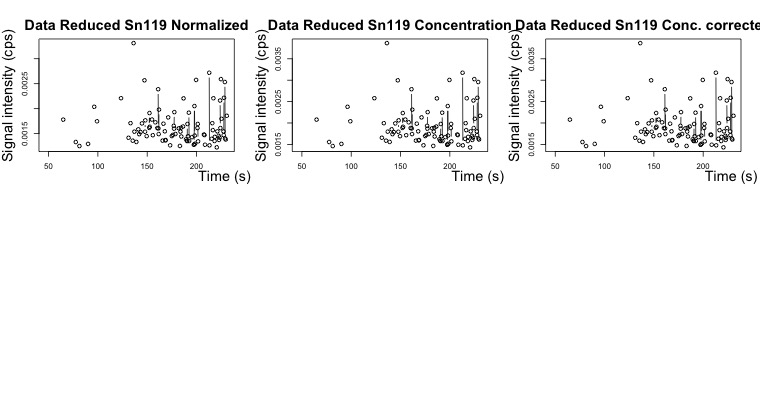 Data Reduced Sn119 Normalized
Signal intensity (cps)
0.0015
0.0025
50
100
150
200
Time (s)
Data Reduced Sn119 Concentration
Signal intensity (cps)
0.0015
0.0025
0.0035
50
100
150
200
Time (s)
Data Reduced Sn119 Conc. correcte
Signal intensity (cps)
0.0015
0.0025
0.0035
50
100
150
200
Time (s)